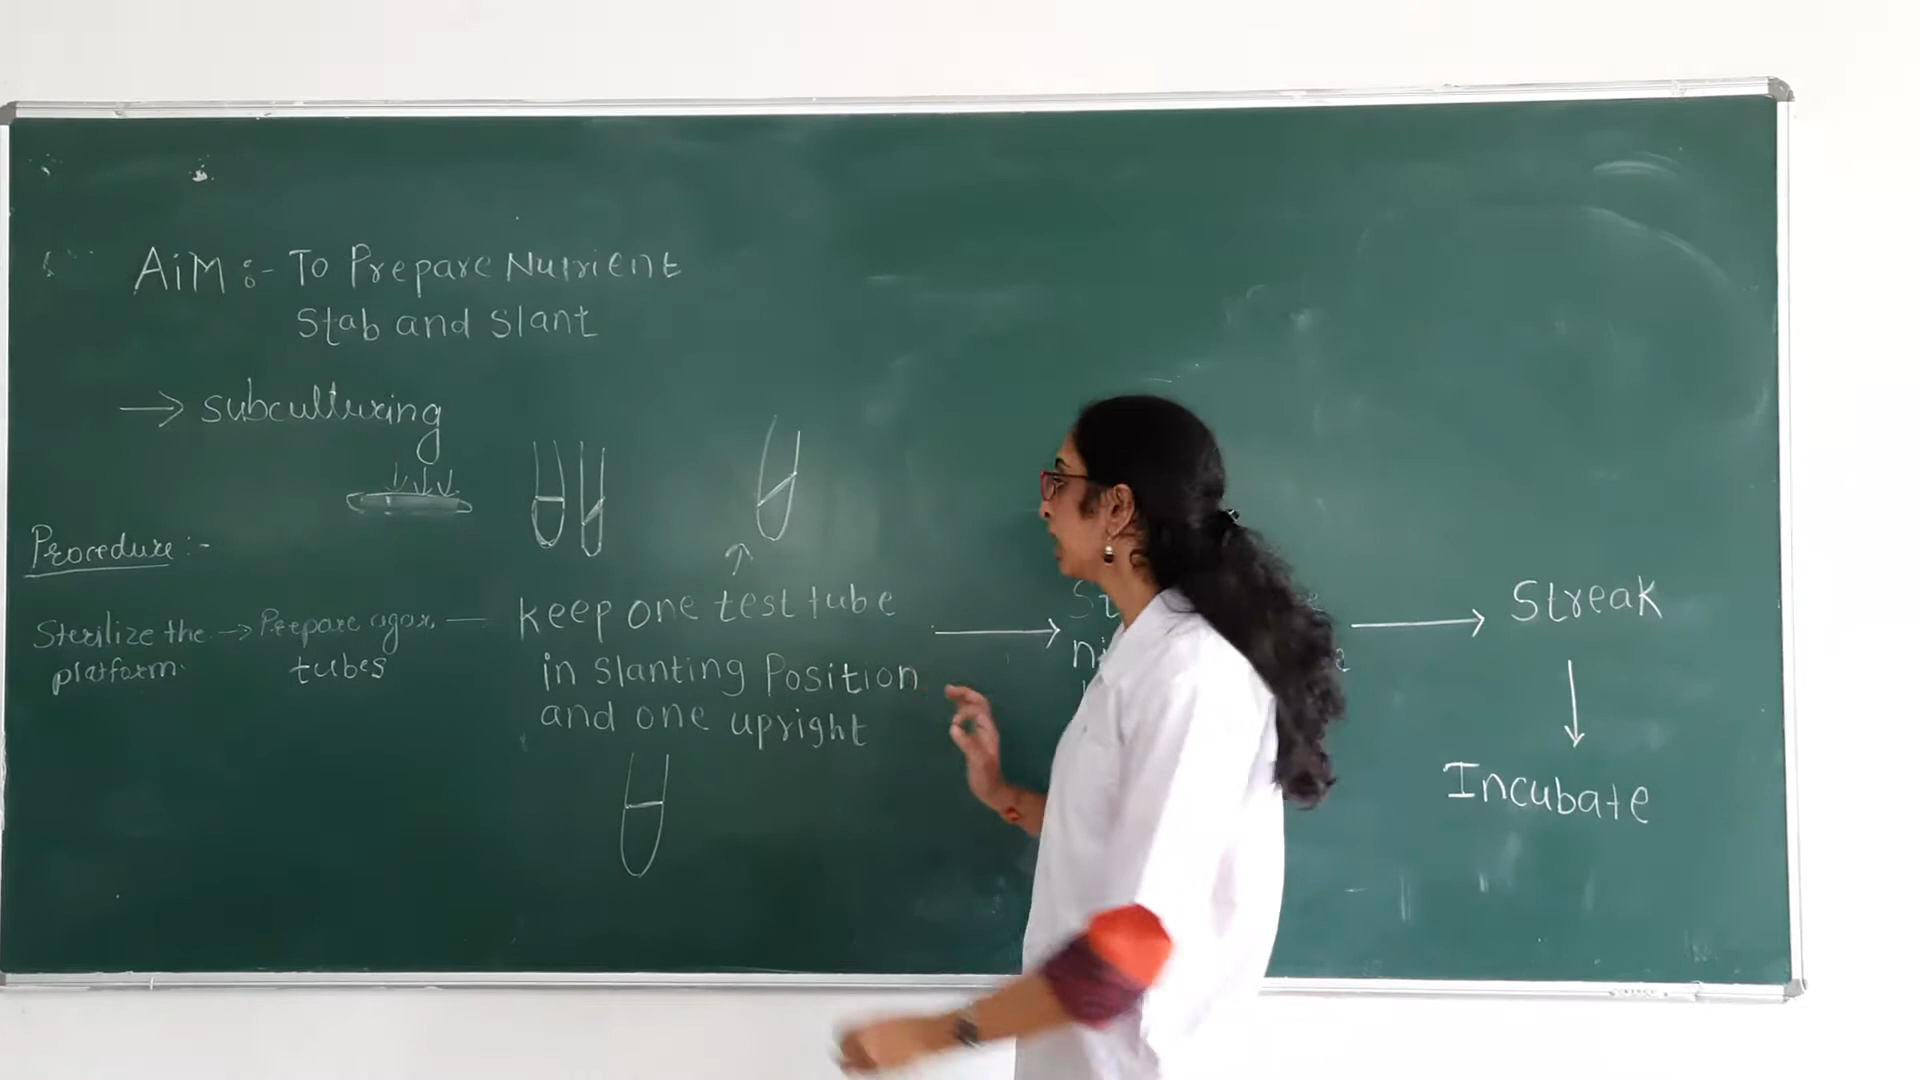 AiM :- To Prepare Nutrient
Stab and slant
→ subculturing
Procedure :-
Sterilize the → Prepare agar
platform. tubes
keep one test tube
in slanting Position
and one upright
Streak
Incubate